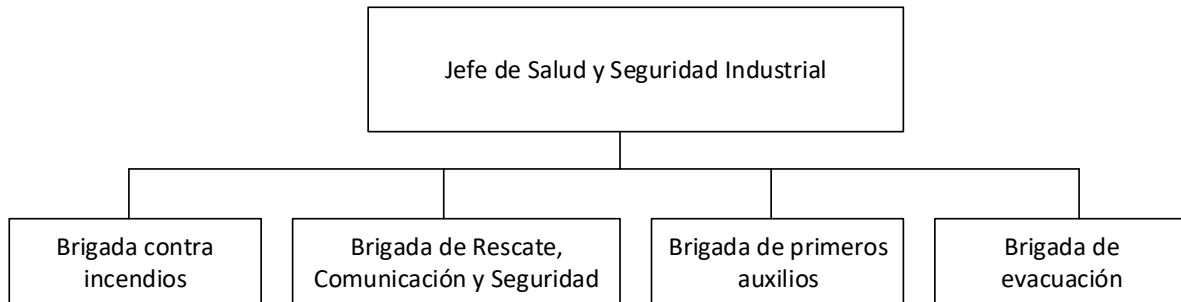 Jefe de Salud y Seguridad Industrial
Brigada contra
incendios
Brigada de Rescate,
Comunicación y Seguridad
Brigada de primeros
auxilios
Brigada de
evacuación